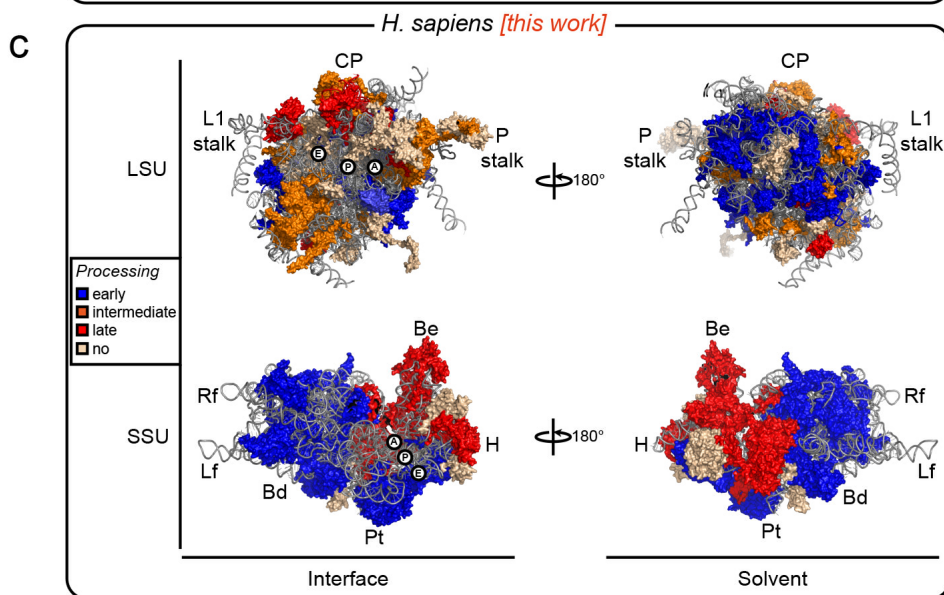 H. sapiens [this work]
C
CP
CP
L1
stalk
P
stalk
P
stalk
L1
stalk
LSU
E
P
A
180°
Processing
early
intermediate
late
no
Be
Be
Rf
Rf
SSU
A
P
E
H
180°
H
Lf
Lf
Bd
Bd
Pt
Pt
Interface
Solvent